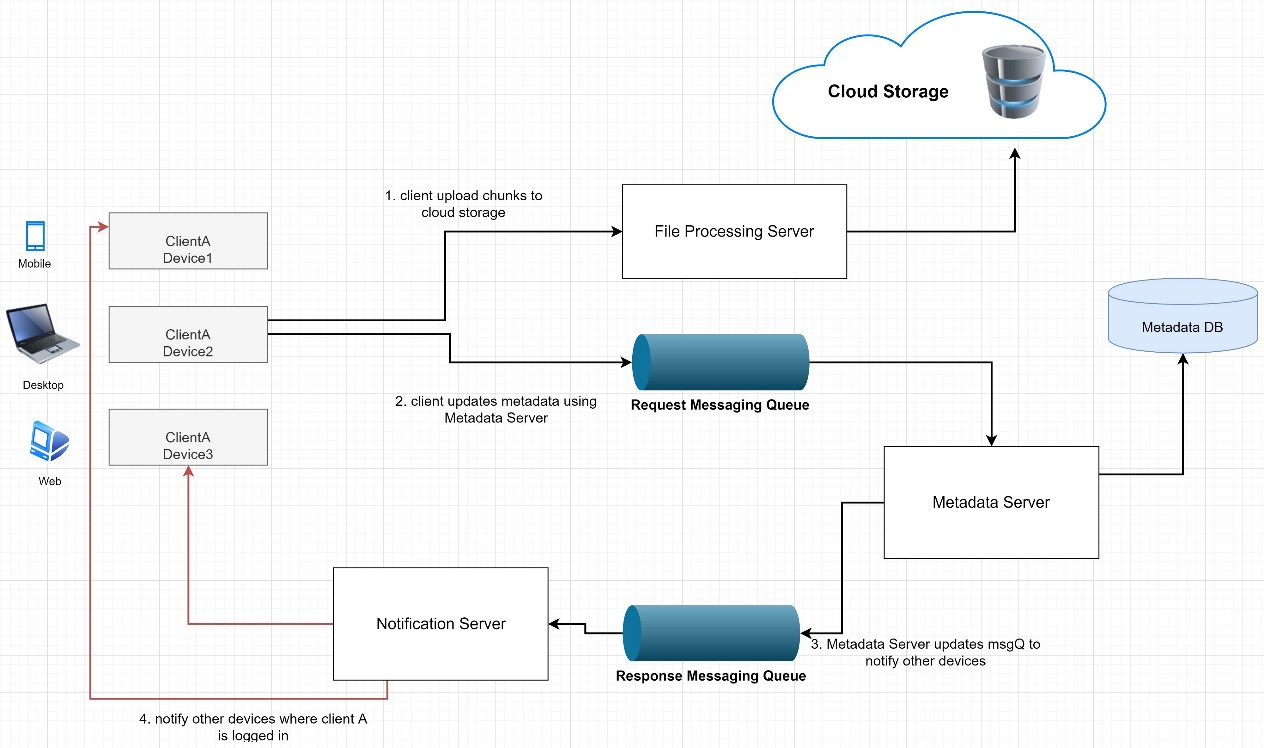 Cloud Storage
1. client upload chunks to
cloud storage
File Processing Server
ClientA
Device1
Mobile
ClientA
Device2
Desktop
Metadata DB
2. client updates metadata using
Metadata Server
Request Messaging Queue
ClientA
Device3
Web
Metadata Server
Notification Server
3. Metadata Server updates msgQ to
notify other devices
Response Messaging Queue
4. notify other devices where client A
is logged in